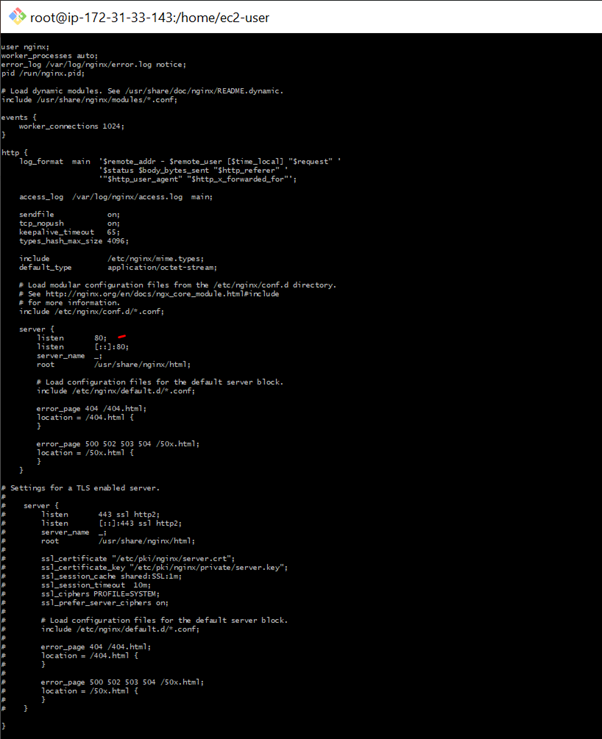 root@ip-172-31-33-143:/home/ec2-user
user nginx;
worker_processes auto;
error_log /var/log/nginx/error.log notice;
pid /run/nginx.pid;
# Load dynamic modules. See /usr/share/doc/nginx/README.dynamic.
include /usr/share/nginx/modules/*.conf;
events {
    worker_connections 1024;
}
http {
    log_format  main  '$remote_addr - $remote_user [$time_local] "$request" '
                      '$status $body_bytes_sent "$http_referer" '
                      '"$http_user_agent" "$http_x_forwarded_for"';
    access_log  /var/log/nginx/access.log  main;
    sendfile            on;
    tcp_nopush          on;
    keepalive_timeout   65;
    types_hash_max_size 4096;
    include             /etc/nginx/mime.types;
    default_type        application/octet-stream;
    # Load modular configuration files from the /etc/nginx/conf.d directory.
    # See http://nginx.org/en/docs/ngx_core_module.html#include
    # for more information.
    include /etc/nginx/conf.d/*.conf;
    server {
        listen       80;
        listen       [::]:80;
        server_name  _;
        root         /usr/share/nginx/html;
        # Load configuration files for the default server block.
        include /etc/nginx/default.d/*.conf;
        error_page 404 /404.html;
        location = /404.html {
        }
        error_page 500 502 503 504 /50x.html;
        location = /50x.html {
        }
    }
# Settings for a TLS enabled server.
#
#    server {
#        listen       443 ssl http2;
#        listen       [::]:443 ssl http2;
#        server_name  _;
#        root         /usr/share/nginx/html;
#
#        ssl_certificate "/etc/pki/nginx/server.crt";
#        ssl_certificate_key "/etc/pki/nginx/private/server.key";
#        ssl_session_cache shared:SSL:1m;
#        ssl_session_timeout  10m;
#        ssl_ciphers PROFILE=SYSTEM;
#        ssl_prefer_server_ciphers on;
#
#        # Load configuration files for the default server block.
#        include /etc/nginx/default.d/*.conf;
#
#        error_page 404 /404.html;
#        location = /404.html {
#        }
#
#        error_page 500 502 503 504 /50x.html;
#        location = /50x.html {
#        }
#    }
}